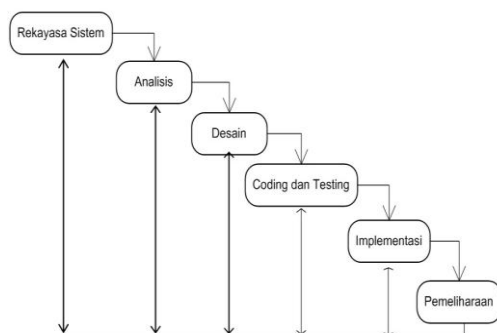 Rekayasa Sistem
Analisis
Desain
Coding dan Testing
Implementasi
Pemeliharaan